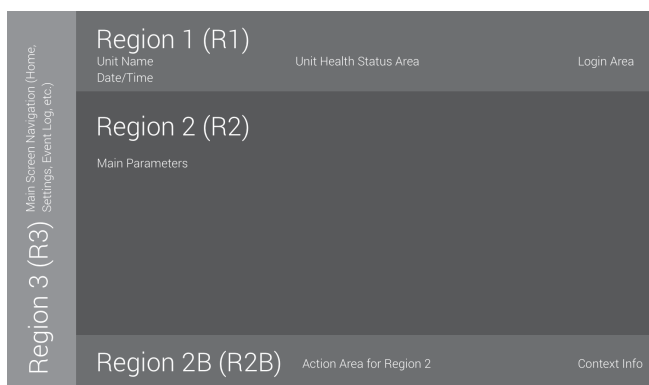 Region 1 (R1)
Unit Name
Date/Time
Unit Health Status Area
Login Area
Region 2 (R2)
Main Parameters
Region 3 (R3)
Main Screen Navigation (Home,
Settings, Event Log, etc.)
Region 2B (R2B)
Action Area for Region 2
Context Info